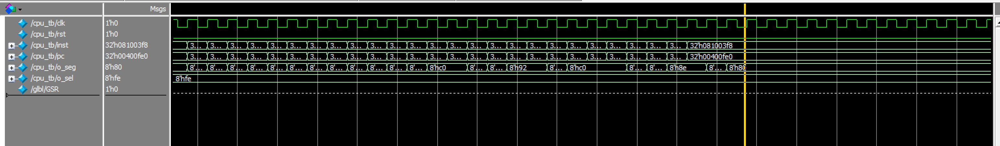 Msgs
/cpu_tb/clk 1'h0
/cpu_tb/rst 1'h0
/cpu_tb/inst 32'h081003f8 3... 3... 3... 3... 3... 3... 3... 3... 3... 3... 3... 3... 3... 3... 3... 3... 3... 3... 3... 3... 3... 3... 3... 3... 3... 32'h081003f8
/cpu_tb/pc 32'h00400fe0 3... 3... 3... 3... 3... 3... 3... 3... 3... 3... 3... 3... 3... 3... 3... 3... 3... 3... 3... 3... 3... 3... 3... 3... 3... 32'h00400fe0
/cpu_tb/o_seg 8'h80 8'... 8'... 8'... 8'... 8'... 8'... 8'... 8'... 8'... 8'... 8'... 8'... 8'hc0 8'... 8'... 8'h92 8'... 8'hc0 8'... 8'... 8'h8e 8'... 8'h80
/cpu_tb/o_sel 8'hfe 8'hfe
/glbl/GSR 1'h0